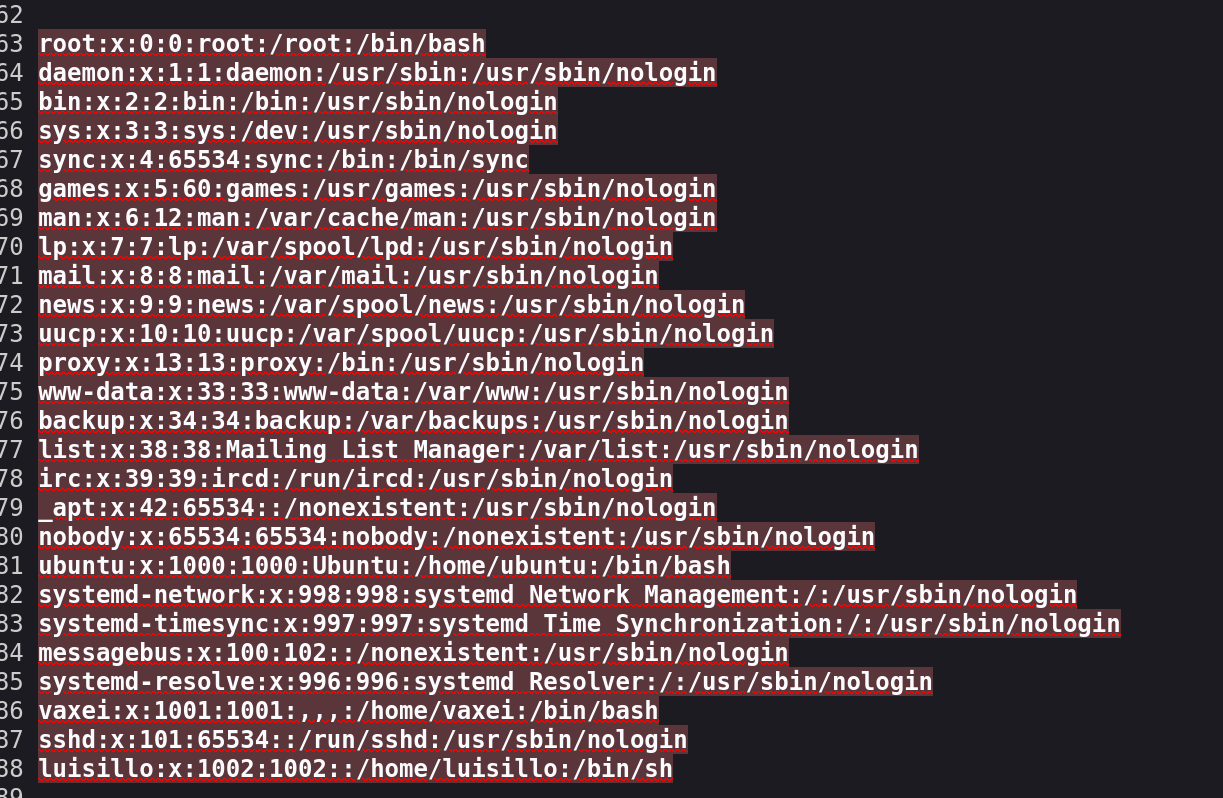 62
63 root:x:0:0:root:/root:/bin/bash
64 daemon:x:1:1:daemon:/usr/sbin:/usr/sbin/nologin
65 bin:x:2:2:bin:/bin:/usr/sbin/nologin
66 sys:x:3:3:sys:/dev:/usr/sbin/nologin
67 sync:x:4:65534:sync:/bin:/bin/sync
68 games:x:5:60:games:/usr/games:/usr/sbin/nologin
69 man:x:6:12:man:/var/cache/man:/usr/sbin/nologin
70 lp:x:7:7:lp:/var/spool/lpd:/usr/sbin/nologin
71 mail:x:8:8:mail:/var/mail:/usr/sbin/nologin
72 news:x:9:9:news:/var/spool/news:/usr/sbin/nologin
73 uucp:x:10:10:uucp:/var/spool/uucp:/usr/sbin/nologin
74 proxy:x:13:13:proxy:/bin:/usr/sbin/nologin
75 www-data:x:33:33:www-data:/var/www:/usr/sbin/nologin
76 backup:x:34:34:backup:/var/backups:/usr/sbin/nologin
77 list:x:38:38:Mailing List Manager:/var/list:/usr/sbin/nologin
78 irc:x:39:39:ircd:/run/ircd:/usr/sbin/nologin
79 _apt:x:42:65534::/nonexistent:/usr/sbin/nologin
80 nobody:x:65534:65534:nobody:/nonexistent:/usr/sbin/nologin
81 ubuntu:x:1000:1000:Ubuntu:/home/ubuntu:/bin/bash
82 systemd-network:x:998:998:systemd Network Management:/:/usr/sbin/nologin
83 systemd-timesync:x:997:997:systemd Time Synchronization:/:/usr/sbin/nologin
84 messagebus:x:100:102::/nonexistent:/usr/sbin/nologin
85 systemd-resolve:x:996:996:systemd Resolver:/:/usr/sbin/nologin
86 vaxei:x:1001:1001:,,,:/home/vaxei:/bin/bash
87 sshd:x:101:65534::/run/sshd:/usr/sbin/nologin
88 luisillo:x:1002:1002::/home/luisillo:/bin/sh
89